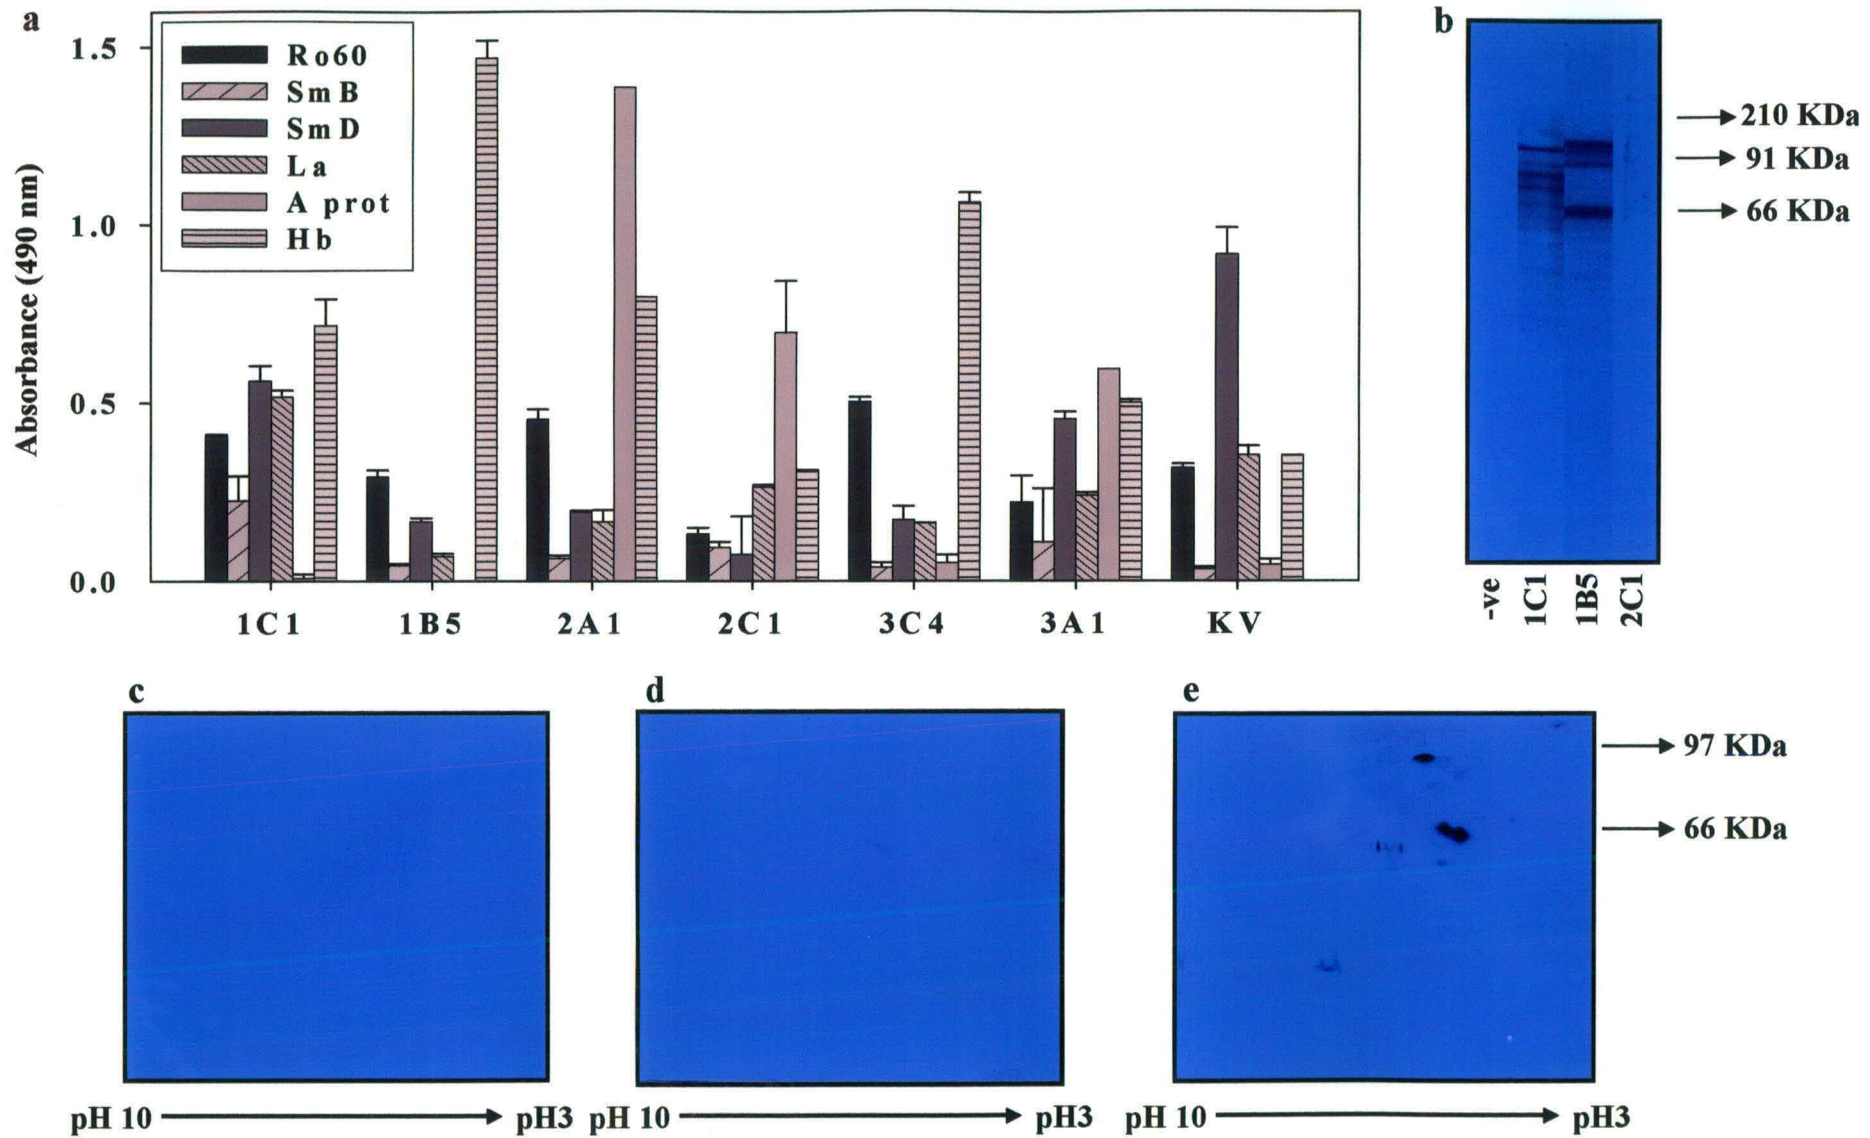 a
1.5
1.0
0.5
0.0
Absorbance (490 nm)
Ro60
SmB
SmD
La
A prot
Hb
1C1 1B5 2A1 2C1 3C4 3A1 KV
b
210 KDa
91 KDa
66 KDa
-ve 1C1 1B5 2C1
c
pH 10 pH3
d
pH 10 pH3
e
97 KDa
66 KDa
pH 10 pH3